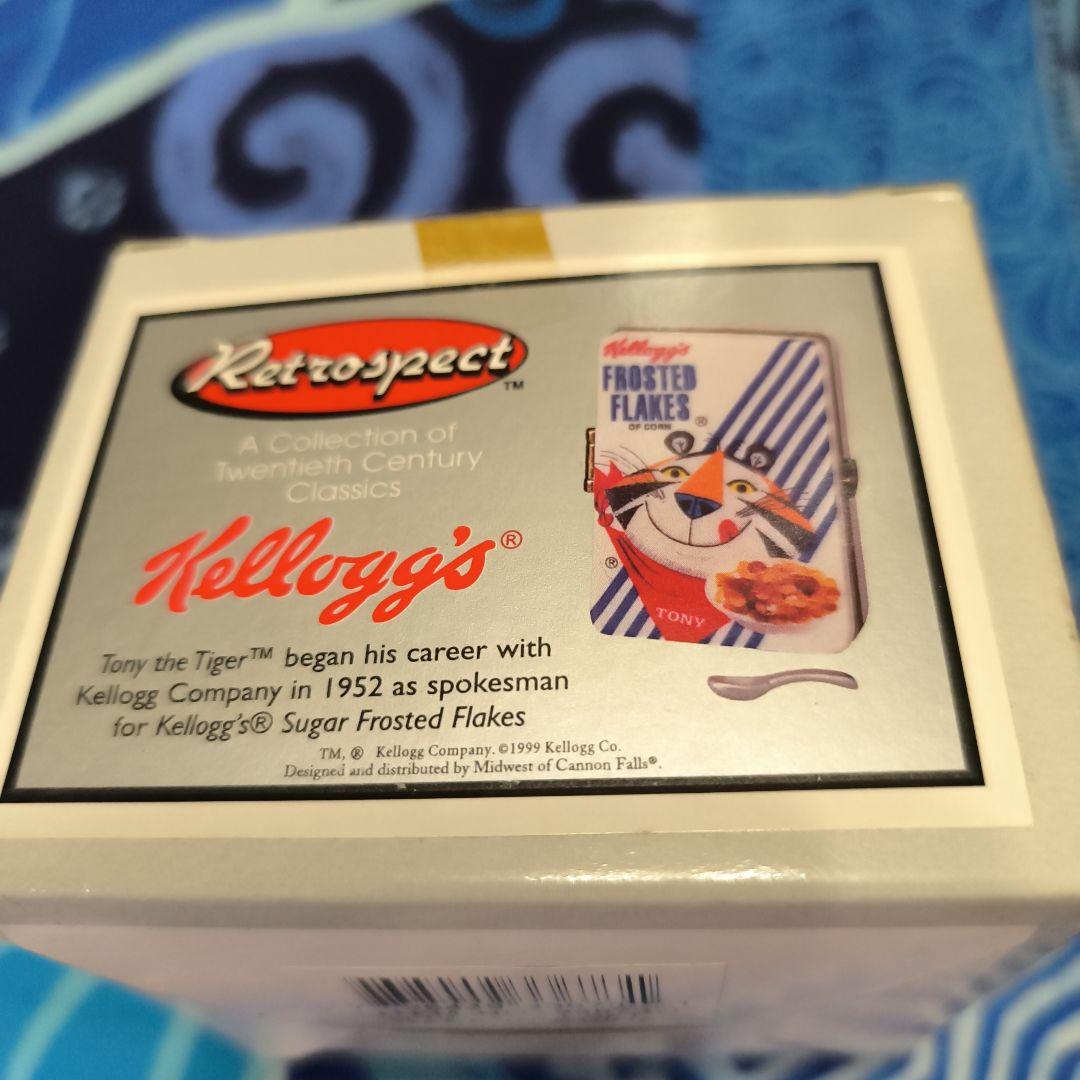 Retrospect™
A Collection of
Twentieth Century
Classics
Kellogg's®
Tony the Tiger™ began his career with
Kellogg Company in 1952 as spokesman
for Kellogg's® Sugar Frosted Flakes
TM, ® Kellogg Company. ©1999 Kellogg Co.
Designed and distributed by Midwest of Cannon Falls®.
Kellogg's
FROSTED
FLAKES®
OF CORN
®
TONY